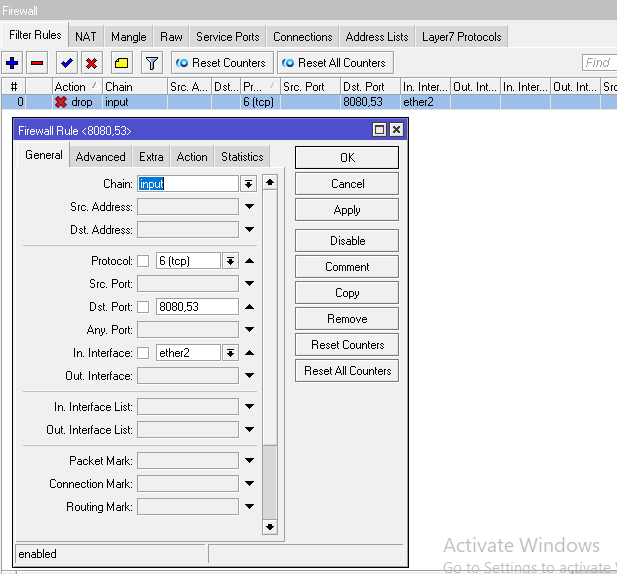 Firewall
Filter Rules NAT Mangle Raw Service Ports Connections Address Lists Layer7 Protocols
Reset Counters Reset All Counters Find
# Action Chain Src. A... Dst.... Pr... Src. Port Dst. Port In. Inter... Out. Int... In. Inter... Out. Int... Src
0 drop input 6 (tcp) 8080,53 ether2
Firewall Rule <8080,53>
General Advanced Extra Action Statistics
Chain: input
Src. Address:
Dst. Address:
Protocol: 6 (tcp)
Src. Port:
Dst. Port: 8080,53
Any. Port:
In. Interface: ether2
Out. Interface:
In. Interface List:
Out. Interface List:
Packet Mark:
Connection Mark:
Routing Mark:
OK
Cancel
Apply
Disable
Comment
Copy
Remove
Reset Counters
Reset All Counters
enabled
Activate Windows
Go to Settings to activate